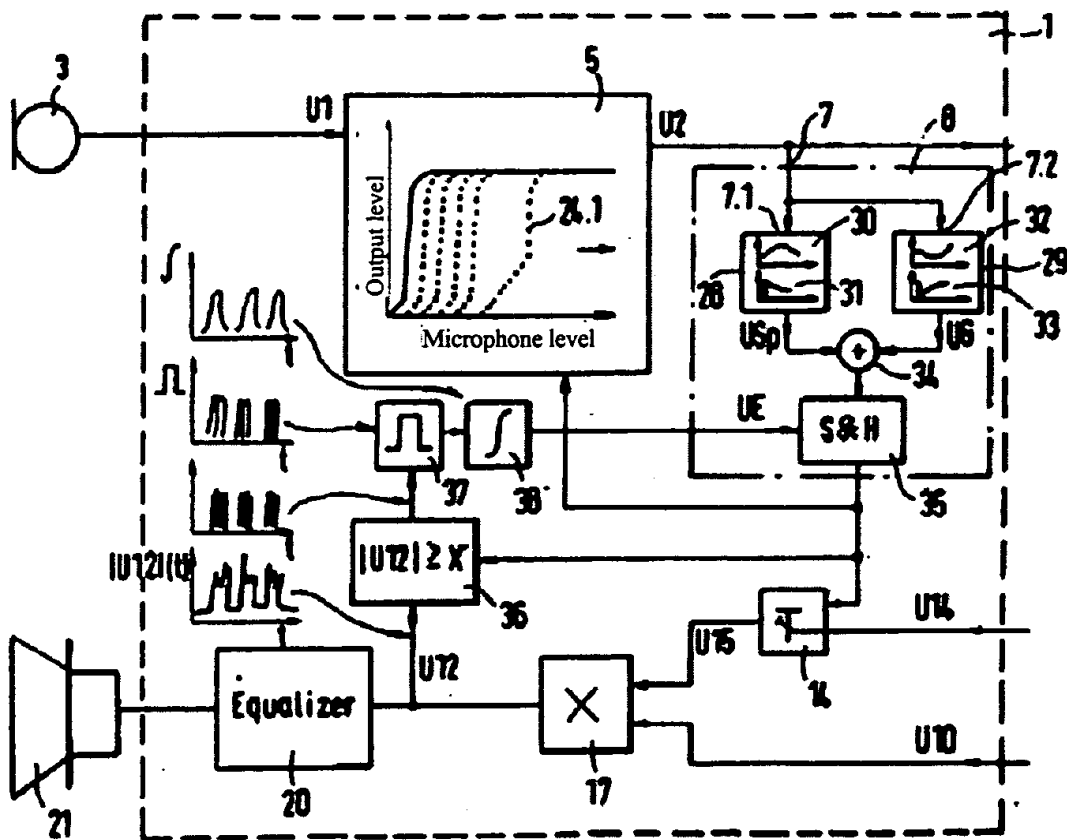 1
3
5
U1
U2
7
8
7.2
7.1
30
32
24.1
Output level
28
29
31
33
Microphone level
USp
UG
+
34
UE
S&H
37
38
35
|U12|(t)
|U12| ≥ X
36
U14
U15
14
U12
Equalizer
X
U10
20
17
21